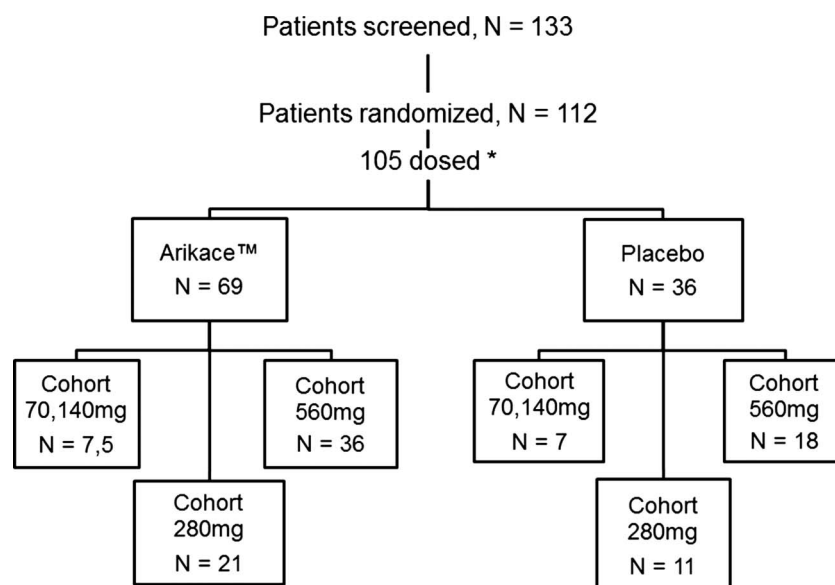 Patients screened, N = 133
Patients randomized, N = 112
105 dosed *
Arikace™
N = 69
Placebo
N = 36
Cohort
70,140mg
N = 7,5
Cohort
560mg
N = 36
Cohort
280mg
N = 21
Cohort
70,140mg
N = 7
Cohort
560mg
N = 18
Cohort
280mg
N = 11